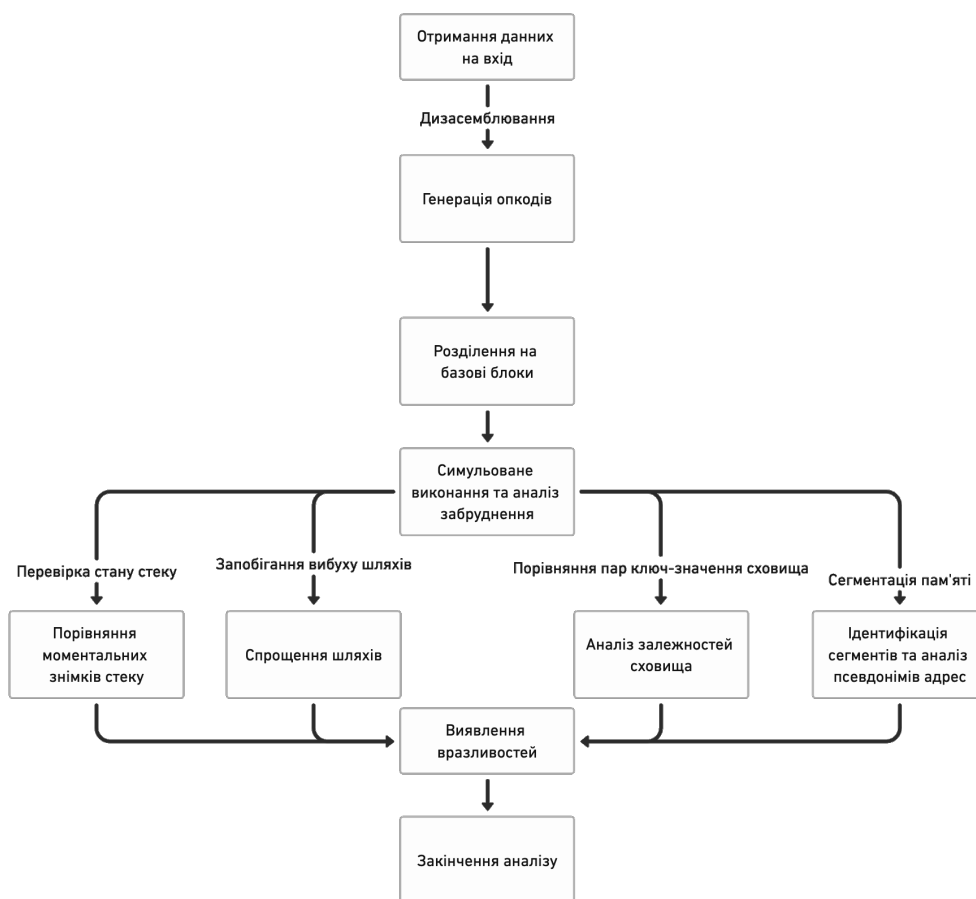 Отримання данних
на вхід
Дизасемблювання
Генерація опкодів
Розділення на
базові блоки
Симульоване
виконання та аналіз
забруднення
Перевірка стану стеку
Запобігання вибуху шляхів
Порівняння пар ключ-значення сховища
Сегментація пам'яті
Порівняння
моментальних
знімків стеку
Спрощення шляхів
Аналіз залежностей
сховища
Ідентифікація
сегментів та аналіз
псевдонімів адрес
Виявлення
вразливостей
Закінчення аналізу